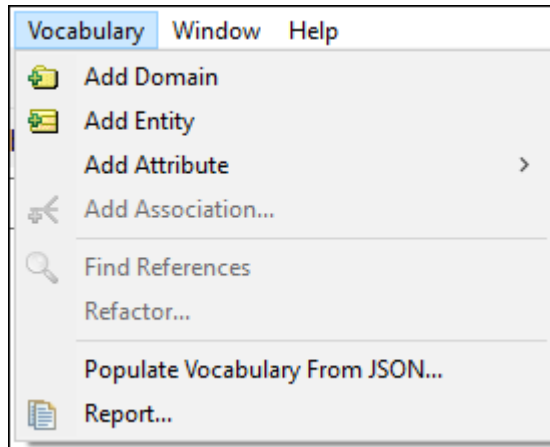 Vocabulary Window Help
Add Domain
Add Entity
Add Attribute
Add Association...
Find References
Refactor...
Populate Vocabulary From JSON...
Report...